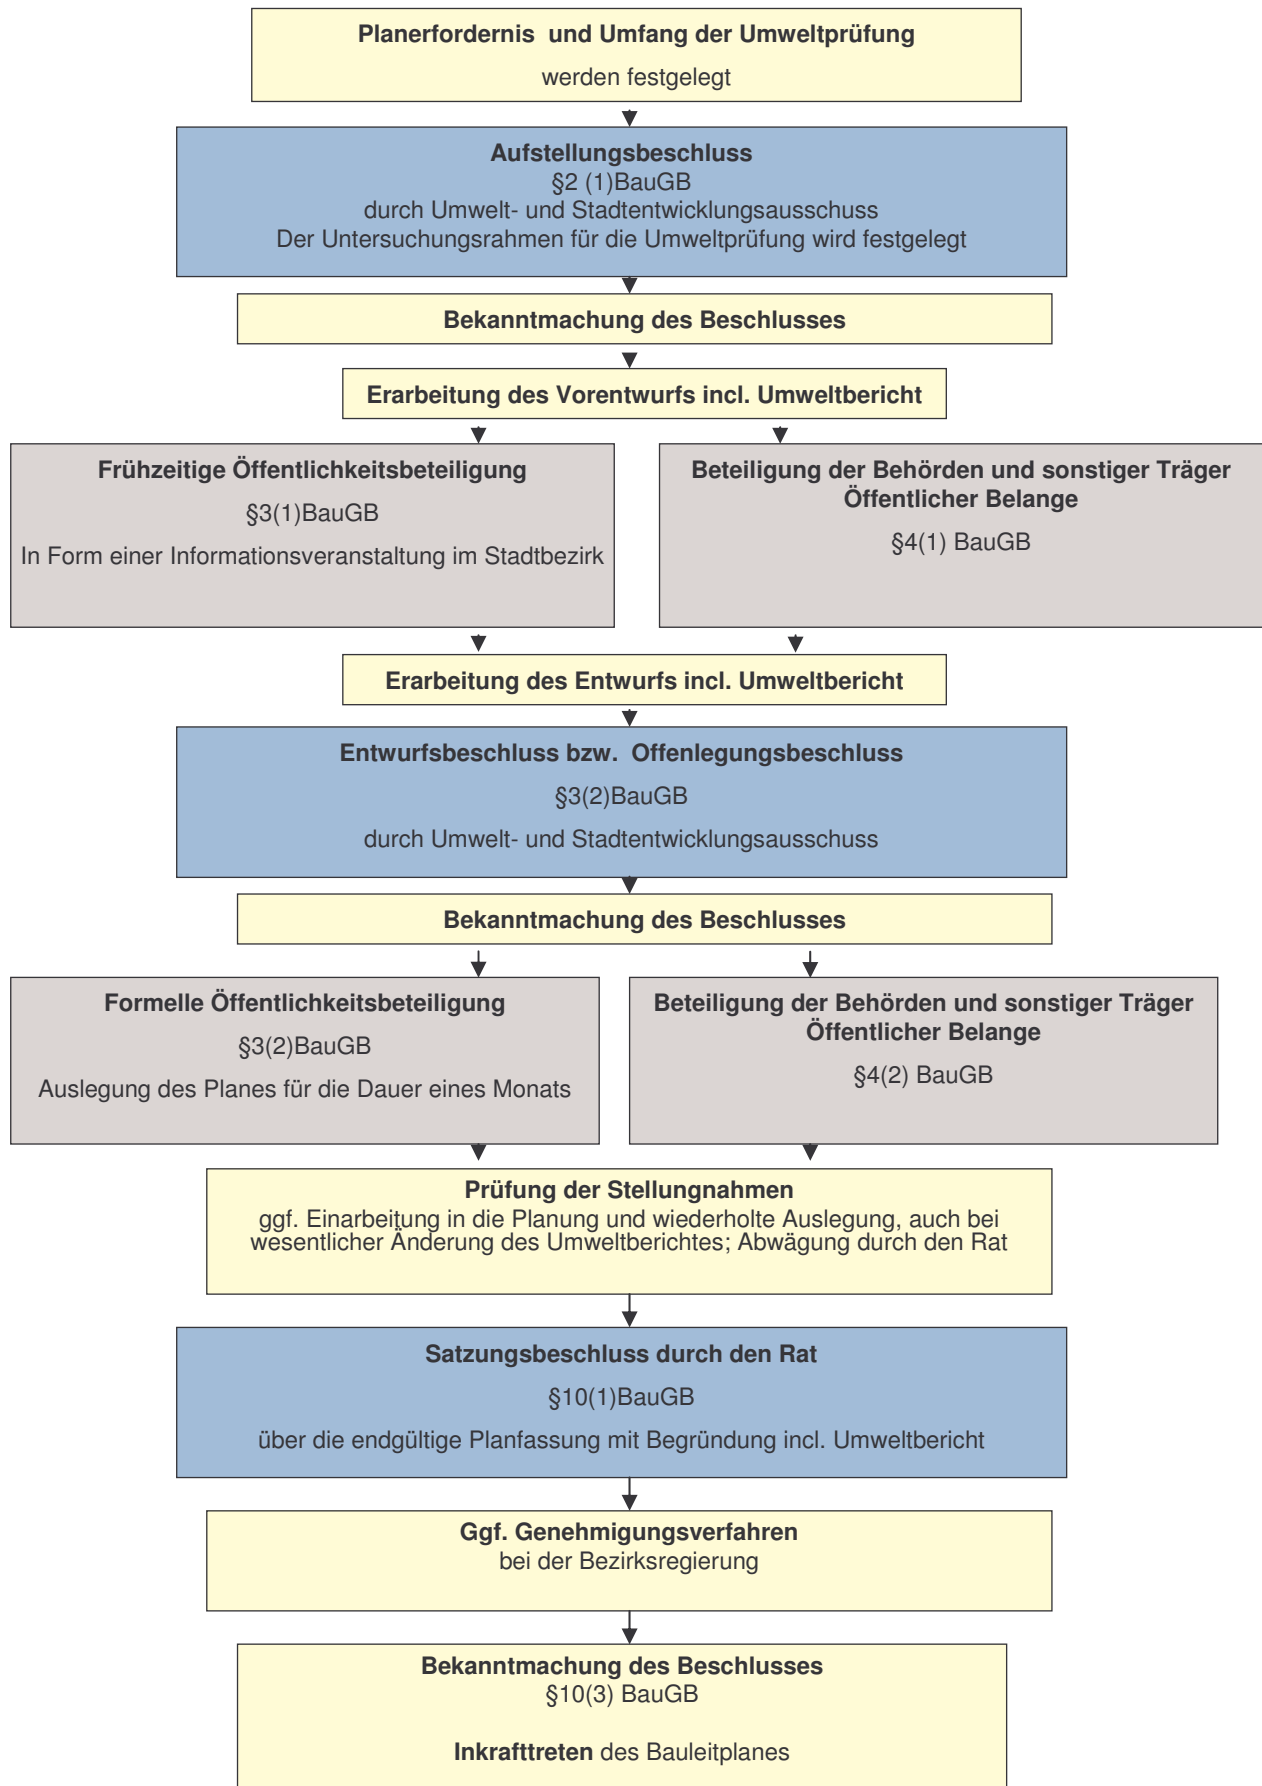 Planerfordernis und Umfang der Umweltprüfung
werden festgelegt
Aufstellungsbeschluss
§2 (1)BauGB
durch Umwelt- und Stadtentwicklungsausschuss
Der Untersuchungsrahmen für die Umweltprüfung wird festgelegt
Bekanntmachung des Beschlusses
Erarbeitung des Vorentwurfs incl. Umweltbericht
Frühzeitige Öffentlichkeitsbeteiligung
§3(1)BauGB
In Form einer Informationsveranstaltung im Stadtbezirk
Beteiligung der Behörden und sonstiger Träger
Öffentlicher Belange
§4(1) BauGB
Erarbeitung des Entwurfs incl. Umweltbericht
Entwurfsbeschluss bzw. Offenlegungsbeschluss
§3(2)BauGB
durch Umwelt- und Stadtentwicklungsausschuss
Bekanntmachung des Beschlusses
Formelle Öffentlichkeitsbeteiligung
§3(2)BauGB
Auslegung des Planes für die Dauer eines Monats
Beteiligung der Behörden und sonstiger Träger
Öffentlicher Belange
§4(2) BauGB
Prüfung der Stellungnahmen
ggf. Einarbeitung in die Planung und wiederholte Auslegung, auch bei
wesentlicher Änderung des Umweltberichtes; Abwägung durch den Rat
Satzungsbeschluss durch den Rat
§10(1)BauGB
über die endgültige Planfassung mit Begründung incl. Umweltbericht
Ggf. Genehmigungsverfahren
bei der Bezirksregierung
Bekanntmachung des Beschlusses
§10(3) BauGB
Inkrafttreten des Bauleitplanes